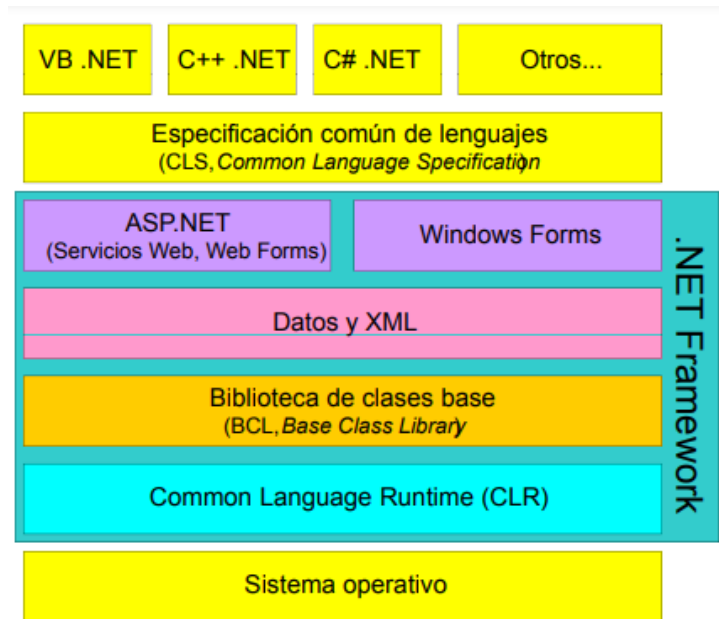 VB .NET
C++ .NET
C# .NET
Otros...
Especificación común de lenguajes
(CLS, Common Language Specification)
ASP.NET
(Servicios Web, Web Forms)
Windows Forms
Datos y XML
Biblioteca de clases base
(BCL, Base Class Library)
Common Language Runtime (CLR)
.NET Framework
Sistema operativo